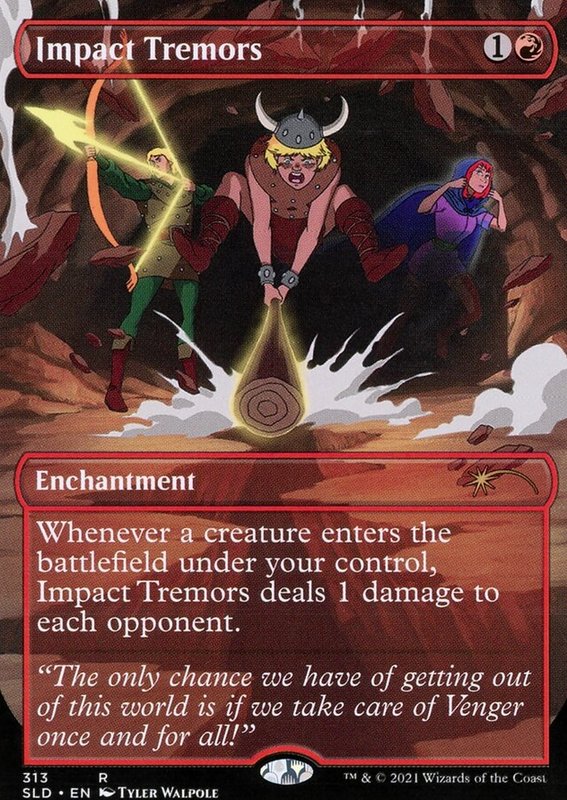 Impact Tremors 1
Enchantment
Whenever a creature enters the
battlefield under your control,
Impact Tremors deals 1 damage to
each opponent.
“The only chance we have of getting out
of this world is if we take care of Venger
once and for all!”
313 R
SLD • EN Tyler Walpole
™ & © 2021 Wizards of the Coast